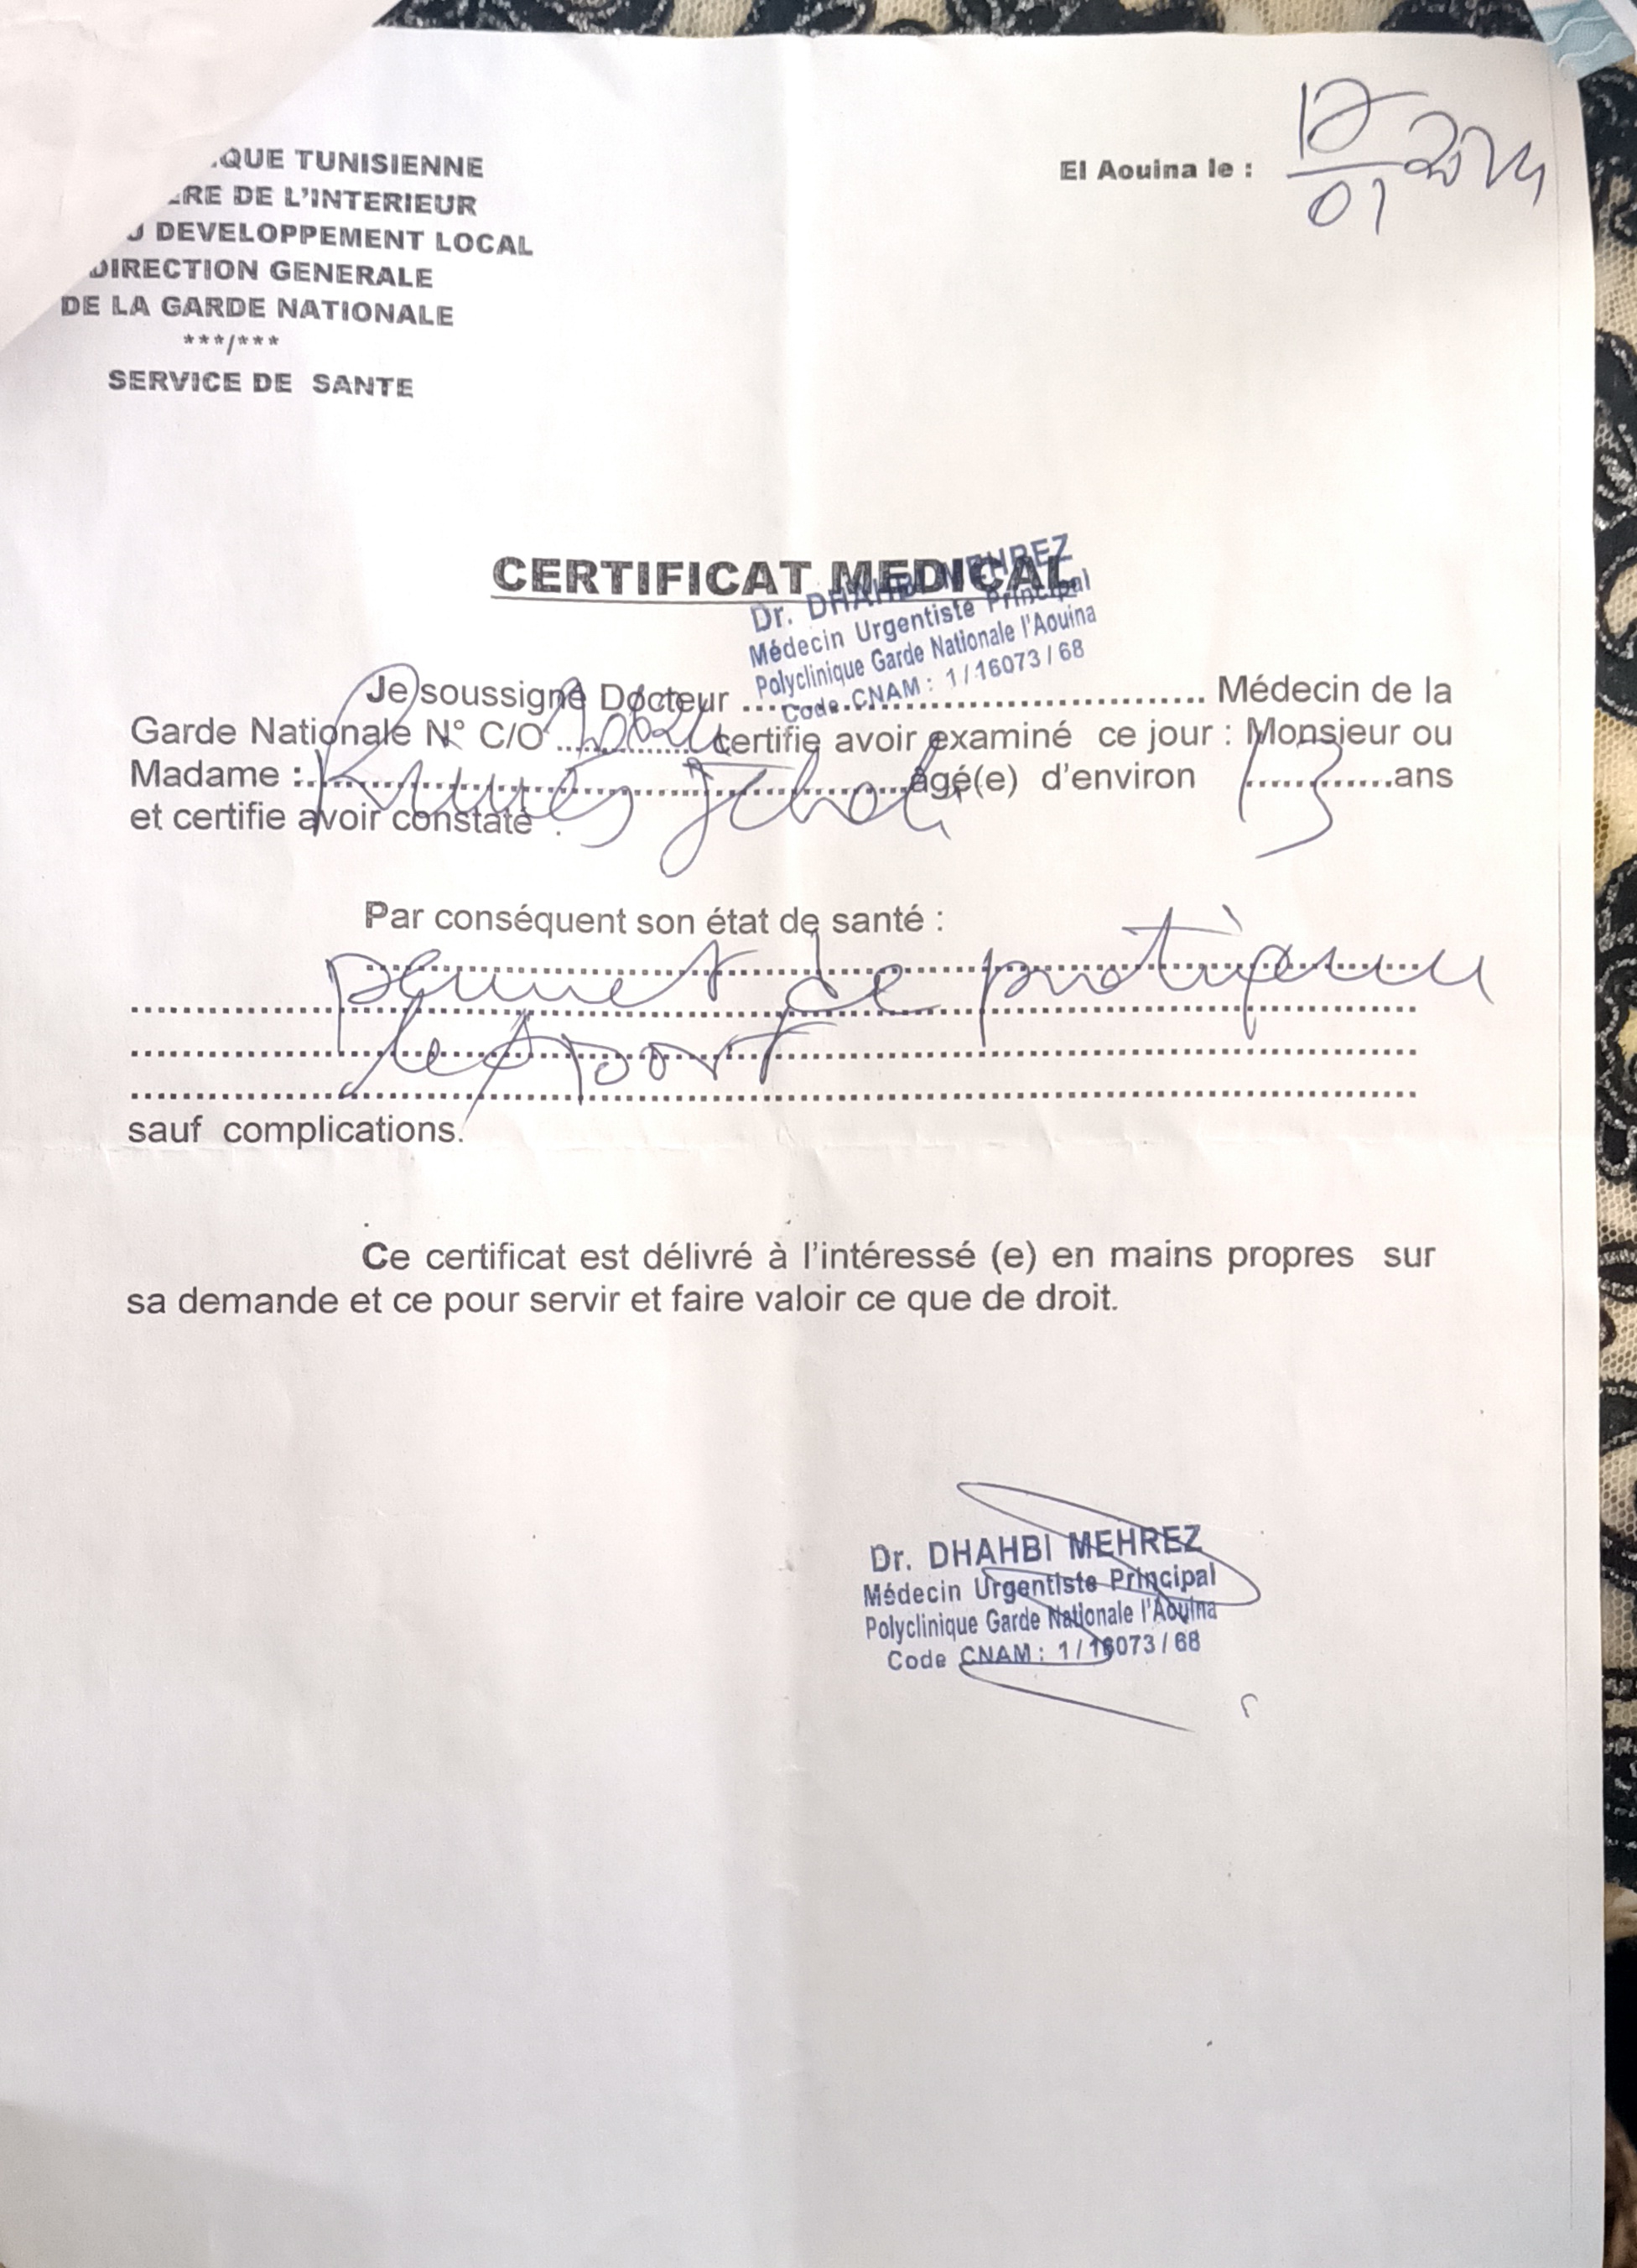 .QUE TUNISIENNE
ERE DE L'INTERIEUR
U DEVELOPPEMENT LOCAL
DIRECTION GENERALE
DE LA GARDE NATIONALE
***/***
SERVICE DE SANTE
El Aouina le : 17/01 2024
CERTIFICAT MEDICAL
Dr. DHAHBI MEHREZ
Médecin Urgentiste Principal
Polyclinique Garde Nationale l'Aouina
Code CNAM : 1/16073/68
Je soussigné Docteur .................................. Médecin de la
Garde Nationale N° C/O .............. certifie avoir examiné ce jour : Monsieur ou
Madame : ........................................ âgé(e) d'environ 13 ans
et certifie avoir constaté .
Par conséquent son état de santé :
permet de pratiquer
le sport
sauf complications.
Ce certificat est délivré à l'intéressé (e) en mains propres sur
sa demande et ce pour servir et faire valoir ce que de droit.
Dr. DHAHBI MEHREZ
Médecin Urgentiste Principal
Polyclinique Garde Nationale l'Aouina
Code CNAM : 1/16073/68